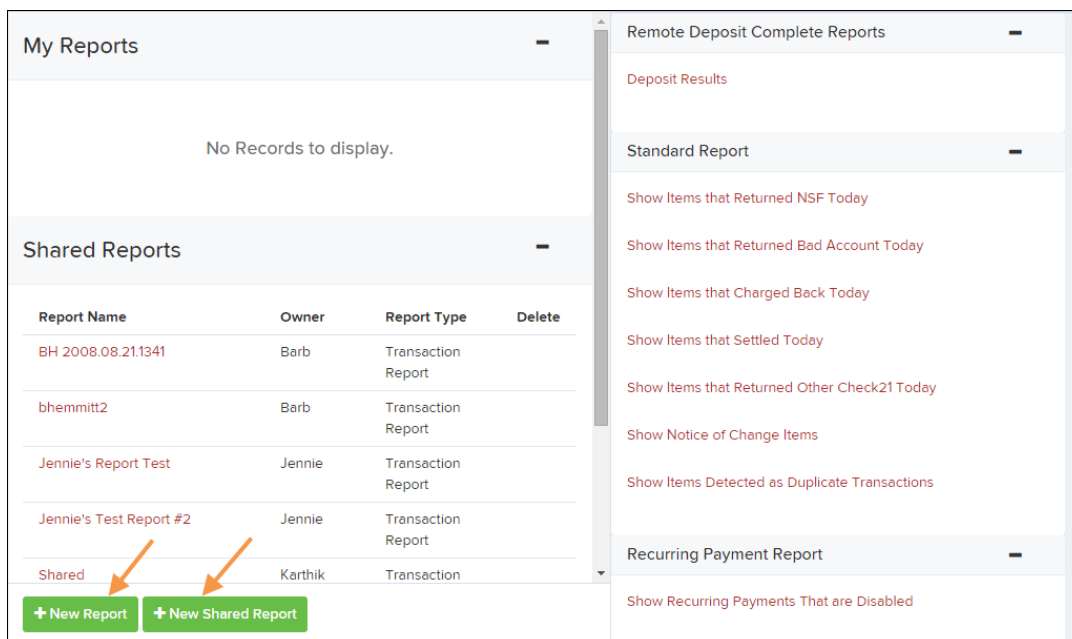 My Reports
No Records to display.
Shared Reports
Report Name Owner Report Type Delete
BH 2008.08.21.1341 Barb Transaction
Report
bhemmitt2 Barb Transaction
Report
Jennie's Report Test Jennie Transaction
Report
Jennie's Test Report #2 Jennie Transaction
Report
Shared Karthik Transaction
+ New Report + New Shared Report
Remote Deposit Complete Reports
Deposit Results
Standard Report
Show Items that Returned NSF Today
Show Items that Returned Bad Account Today
Show Items that Charged Back Today
Show Items that Settled Today
Show Items that Returned Other Check21 Today
Show Notice of Change Items
Show Items Detected as Duplicate Transactions
Recurring Payment Report
Show Recurring Payments That are Disabled